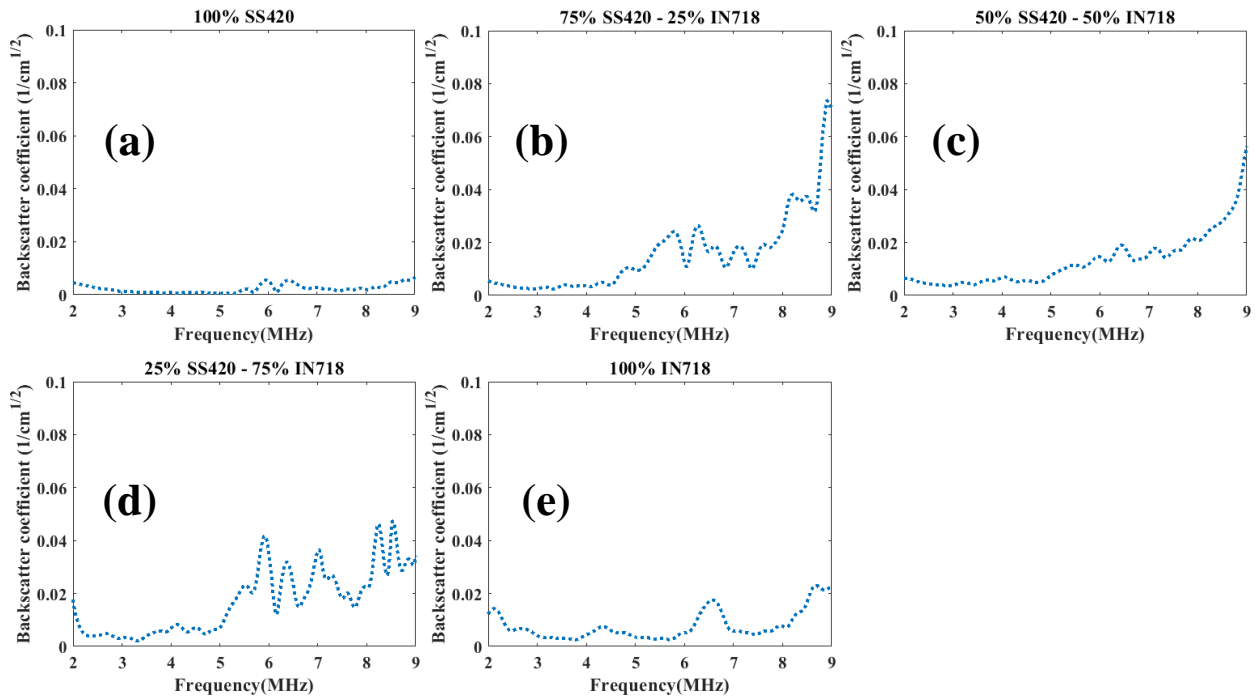 100% SS420
0.1
0.08
0.06
0.04
0.02
0
Backscatter coefficient (1/cm^1/2)
(a)
2 3 4 5 6 7 8 9
Frequency(MHz)
75% SS420 - 25% IN718
0.1
0.08
0.06
0.04
0.02
0
Backscatter coefficient (1/cm^1/2)
(b)
2 3 4 5 6 7 8 9
Frequency(MHz)
50% SS420 - 50% IN718
0.1
0.08
0.06
0.04
0.02
0
Backscatter coefficient (1/cm^1/2)
(c)
2 3 4 5 6 7 8 9
Frequency(MHz)
25% SS420 - 75% IN718
0.1
0.08
0.06
0.04
0.02
0
Backscatter coefficient (1/cm^1/2)
(d)
2 3 4 5 6 7 8 9
Frequency(MHz)
100% IN718
0.1
0.08
0.06
0.04
0.02
0
Backscatter coefficient (1/cm^1/2)
(e)
2 3 4 5 6 7 8 9
Frequency(MHz)